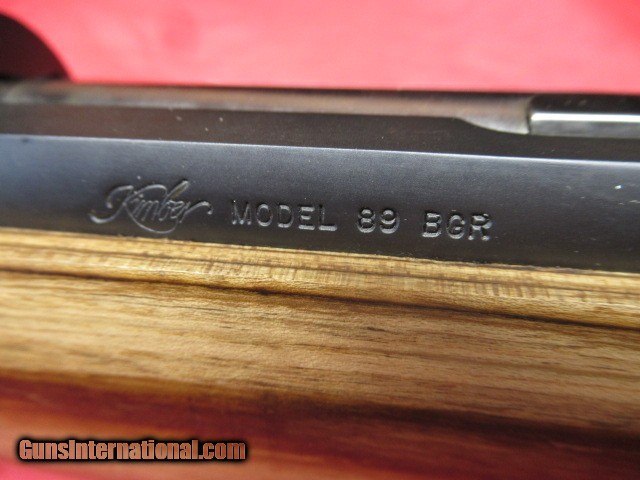 Kimber MODEL 89 BGR
GunsInternational.com